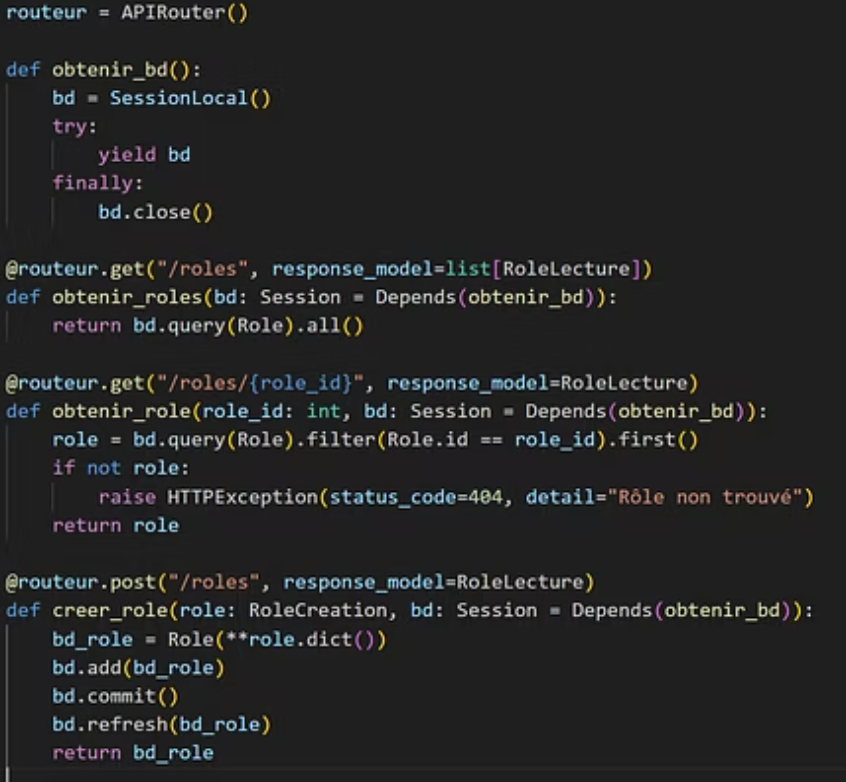 routeur = APIRouter()
def obtenir_bd():
    bd = SessionLocal()
    try:
        yield bd
    finally:
        bd.close()
@routeur.get("/roles", response_model=list[RoleLecture])
def obtenir_roles(bd: Session = Depends(obtenir_bd)):
    return bd.query(Role).all()
@routeur.get("/roles/{role_id}", response_model=RoleLecture)
def obtenir_role(role_id: int, bd: Session = Depends(obtenir_bd)):
    role = bd.query(Role).filter(Role.id == role_id).first()
    if not role:
        raise HTTPException(status_code=404, detail="Rôle non trouvé")
    return role
@routeur.post("/roles", response_model=RoleLecture)
def creer_role(role: RoleCreation, bd: Session = Depends(obtenir_bd)):
    bd_role = Role(**role.dict())
    bd.add(bd_role)
    bd.commit()
    bd.refresh(bd_role)
    return bd_role